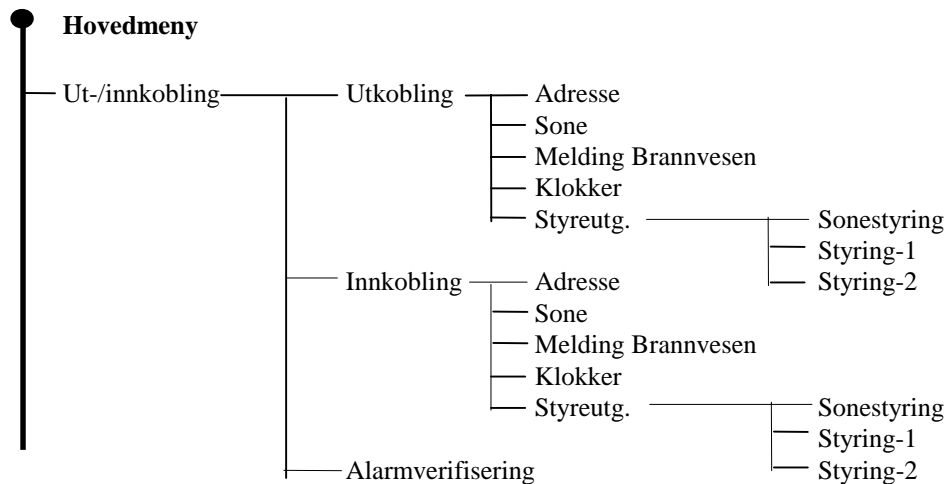 Hovedmeny
Ut-/innkobling Utkobling Adresse
Sone
Melding Brannvesen
Klokker
Styreutg. Sonestyring
Styring-1
Styring-2
Innkobling Adresse
Sone
Melding Brannvesen
Klokker
Styreutg. Sonestyring
Styring-1
Styring-2
Alarmverifisering